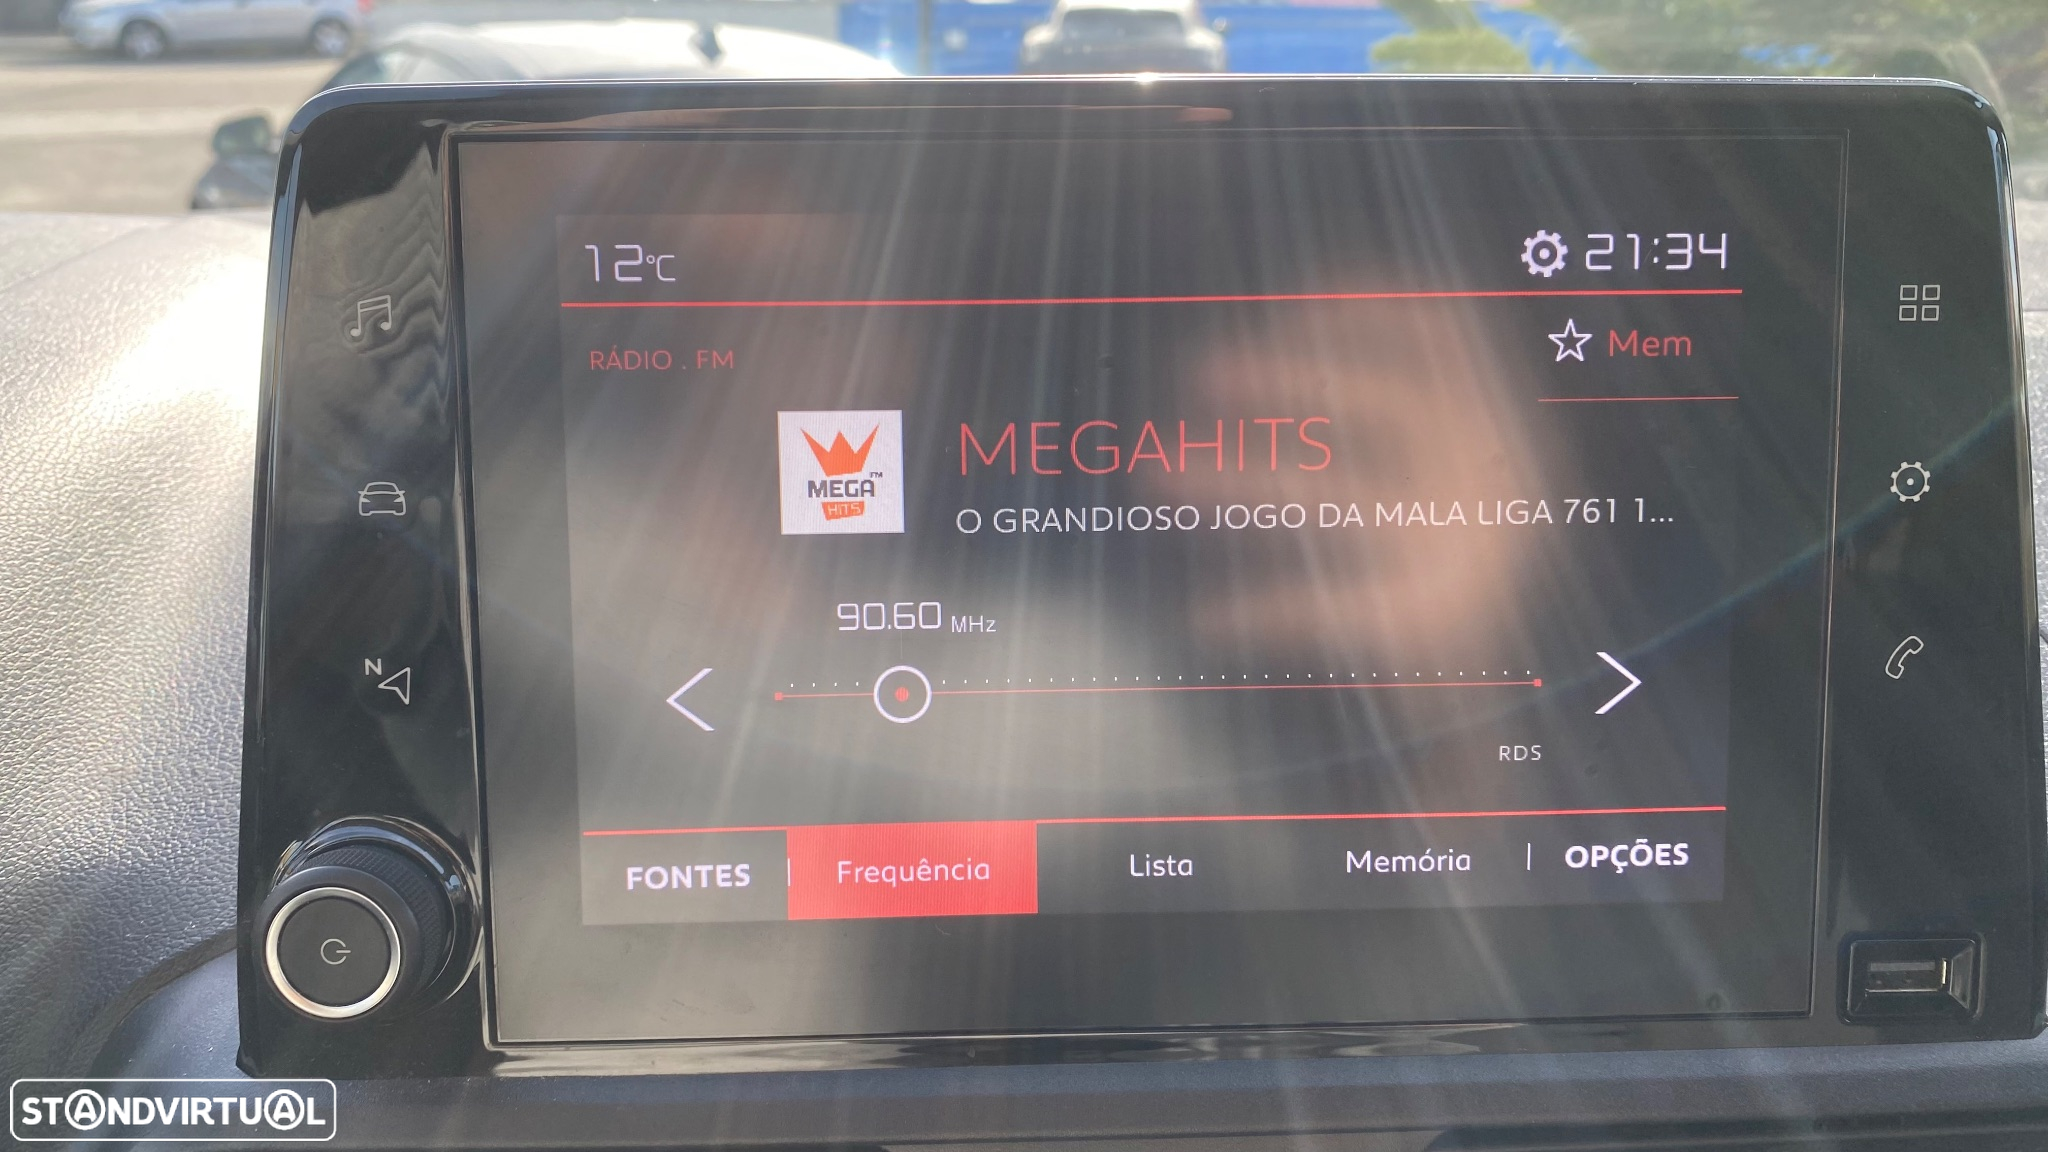 12°C
21:34
RÁDIO . FM
Mem
MEGA FM
HITS
MEGAHITS
O GRANDIOSO JOGO DA MALA LIGA 761 1...
90.60 MHz
N
RDS
FONTES | Frequência Lista Memória | OPÇÕES
STANDVIRTUAL